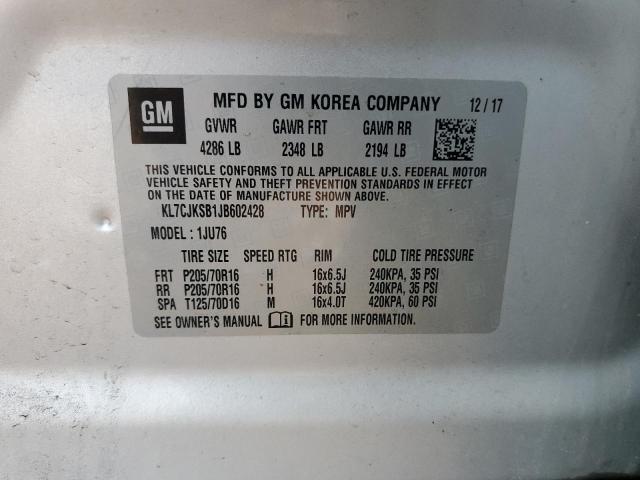 GM MFD BY GM KOREA COMPANY 12/17
GVWR GAWR FRT GAWR RR
4286 LB 2348 LB 2194 LB
THIS VEHICLE CONFORMS TO ALL APPLICABLE U.S. FEDERAL MOTOR
VEHICLE SAFETY AND THEFT PREVENTION STANDARDS IN EFFECT
ON THE DATE OF MANUFACTURE SHOWN ABOVE.
KL7CJKSB1JB602428 TYPE: MPV
MODEL: 1JU76
TIRE SIZE SPEED RTG RIM COLD TIRE PRESSURE
FRT P205/70R16 H 16x6.5J 240KPA, 35 PSI
RR P205/70R16 H 16x6.5J 240KPA, 35 PSI
SPA T125/70D16 M 16x4.0T 420KPA, 60 PSI
SEE OWNER'S MANUAL FOR MORE INFORMATION.